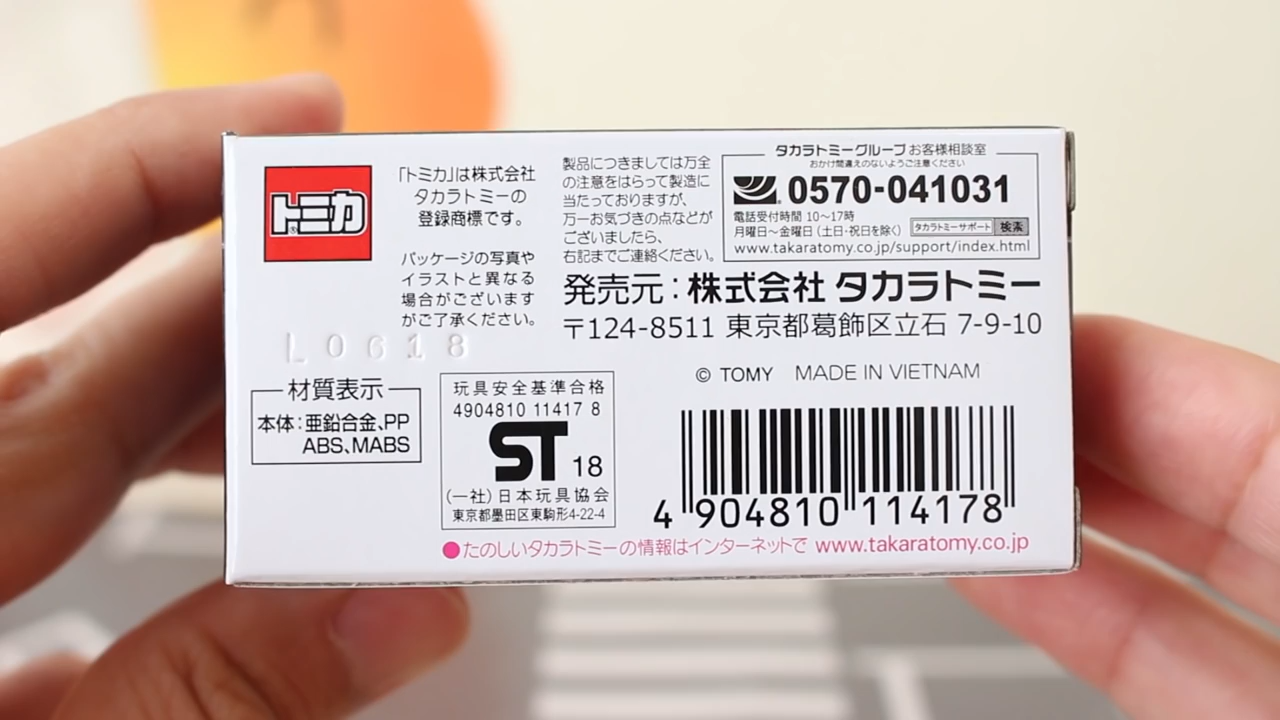 トミカ®
「トミカ」は株式会社
タカラトミーの
登録商標です。
パッケージの写真や
イラストと異なる
場合がございます
がご了承ください。
L0618
製品につきましては万全
の注意をはらって製造に
当たっておりますが、
万一お気づきの点などが
ございましたら、
右記までご連絡ください。
タカラトミーグループお客様相談室
おかけ間違えのないようご注意ください
0570-041031
電話受付時間 10〜17時
月曜日〜金曜日(土日・祝日を除く) タカラトミーサポート 検索
www.takaratomy.co.jp/support/index.html
発売元:株式会社 タカラトミー
〒124-8511 東京都葛飾区立石 7-9-10
© TOMY MADE IN VIETNAM
材質表示
本体:亜鉛合金、PP
ABS、MABS
玩具安全基準合格
4904810 11417 8
ST 18
(一社)日本玩具協会
東京都墨田区東駒形4-22-4
4 904810 114178
●たのしいタカラトミーの情報はインターネットで www.takaratomy.co.jp